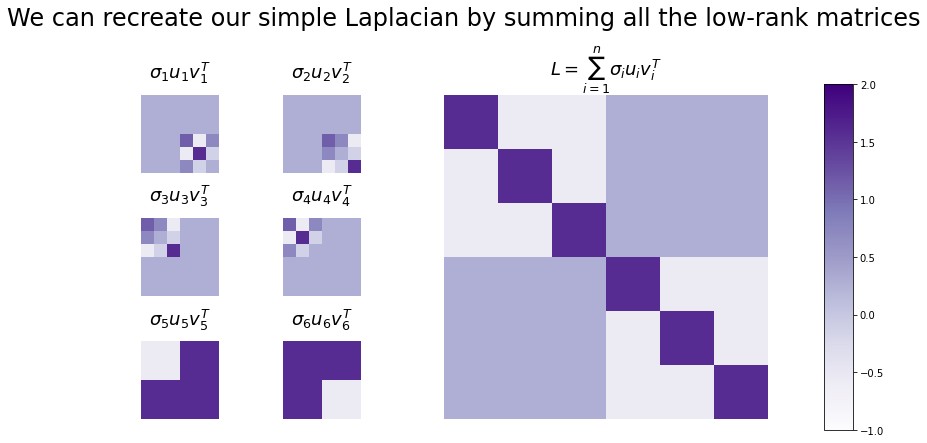 We can recreate our simple Laplacian by summing all the low-rank matrices
σ₁u₁v₁ᵀ
σ₂u₂v₂ᵀ
L = ∑ᵢ₌₁ⁿ σᵢuᵢvᵢᵀ
σ₃u₃v₃ᵀ
σ₄u₄v₄ᵀ
σ₅u₅v₅ᵀ
σ₆u₆v₆ᵀ
2.0
1.5
1.0
0.5
0.0
−0.5
−1.0